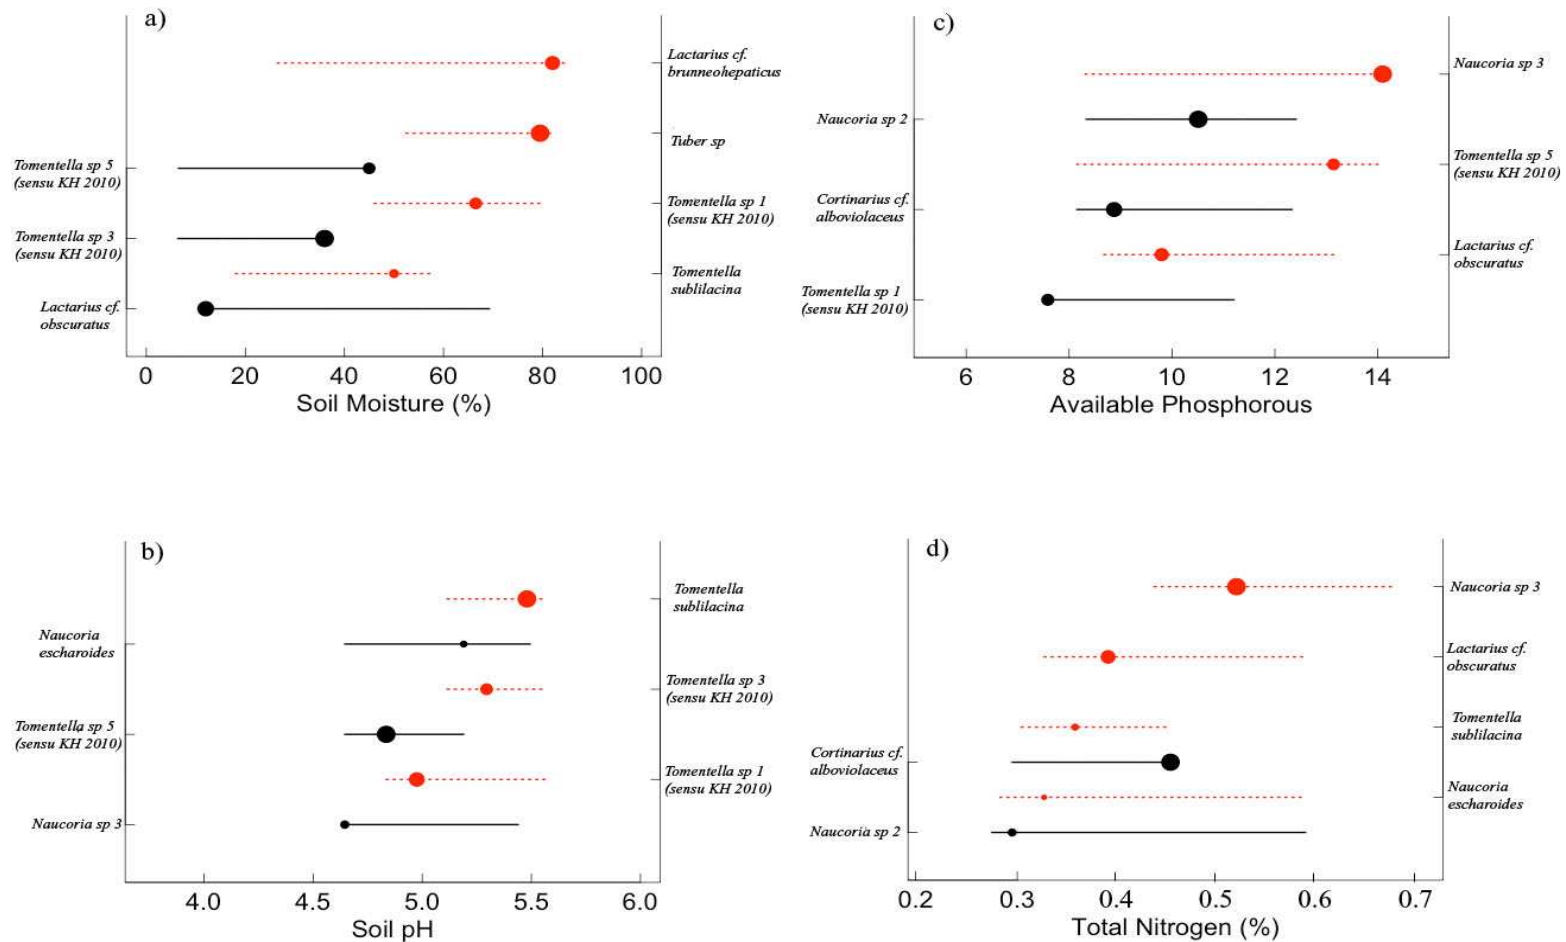 a)
Lactarius cf.
brunneohepaticus
Tuber sp
Tomentella sp 5
(sensu KH 2010)
Tomentella sp 1
(sensu KH 2010)
Tomentella sp 3
(sensu KH 2010)
Tomentella
sublilacina
Lactarius cf.
obscuratus
0 20 40 60 80 100
Soil Moisture (%)
c)
Naucoria sp 3
Naucoria sp 2
Tomentella sp 5
(sensu KH 2010)
Cortinarius cf.
alboviolaceus
Lactarius cf.
obscuratus
Tomentella sp 1
(sensu KH 2010)
6 8 10 12 14
Available Phosphorous
b)
Tomentella
sublilacina
Naucoria
escharoides
Tomentella sp 3
(sensu KH 2010)
Tomentella sp 5
(sensu KH 2010)
Tomentella sp 1
(sensu KH 2010)
Naucoria sp 3
4.0 4.5 5.0 5.5 6.0
Soil pH
d)
Naucoria sp 3
Lactarius cf.
obscuratus
Tomentella
sublilacina
Cortinarius cf.
alboviolaceus
Naucoria
escharoides
Naucoria sp 2
0.2 0.3 0.4 0.5 0.6 0.7
Total Nitrogen (%)